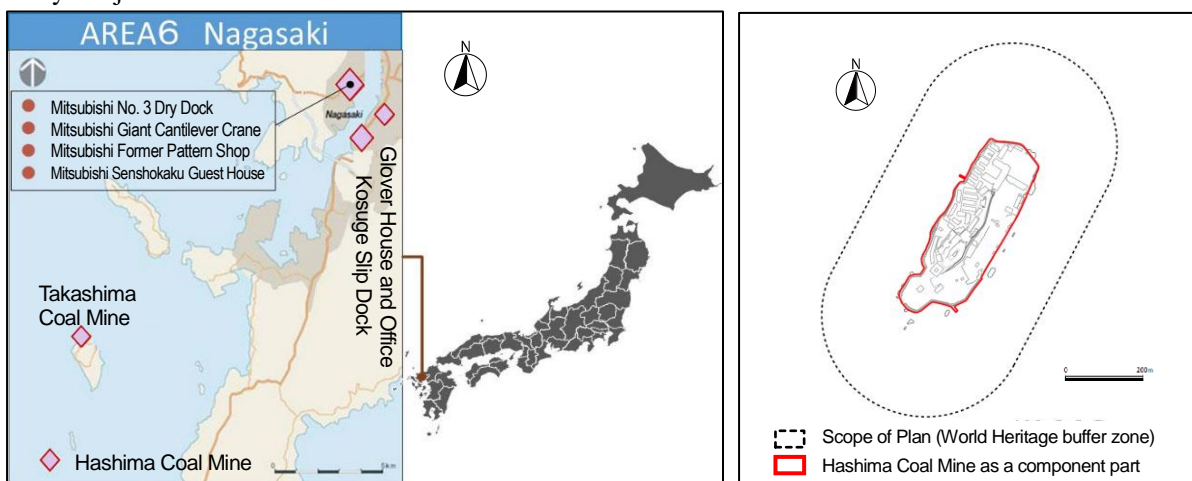 AREA6 Nagasaki
N
N
Mitsubishi No. 3 Dry Dock
Mitsubishi Giant Cantilever Crane
Mitsubishi Former Pattern Shop
Mitsubishi Senshokaku Guest House
Nagasaki
Glover House and Office
Kosuge Slip Dock
Takashima
Coal Mine
Hashima Coal Mine
5km
0
200m
Scope of Plan (World Heritage buffer zone)
Hashima Coal Mine as a component part